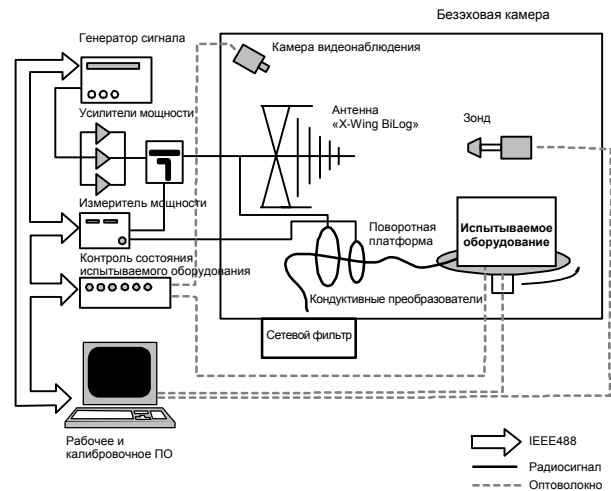 Безэховая камера
Генератор сигнала
Камера видеонаблюдения
Усилители мощности
Антенна
«X-Wing BiLog»
Зонд
Измеритель мощности
Поворотная
платформа
Испытываемое
оборудование
Контроль состояния
испытываемого оборудования
Кондуктивные преобразователи
Сетевой фильтр
Рабочее и
калибровочное ПО
IEEE488
Радиосигнал
Оптоволокно